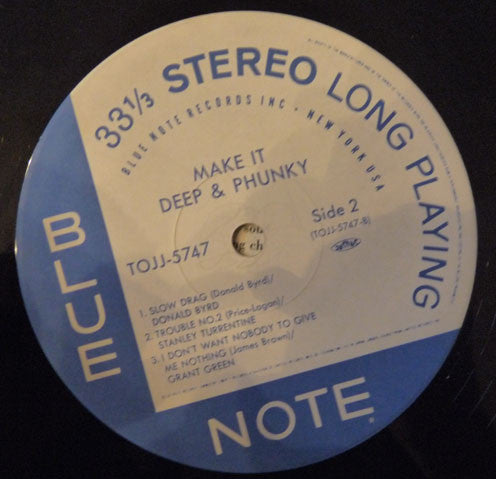 33⅓ STEREO LONG PLAYING
BLUE NOTE RECORDS INC · NEW YORK USA
MAKE IT
DEEP & PHUNKY
TOJJ-5747
Side 2
(TOJJ-5747-B)
1. SLOW DRAG (Donald Byrd)/
DONALD BYRD
2. TROUBLE NO.2 (Price-Logan)/
STANLEY TURRENTINE
3. I DON'T WANT NOBODY TO GIVE
ME NOTHING (James Brown)/
GRANT GREEN
BLUE
NOTE